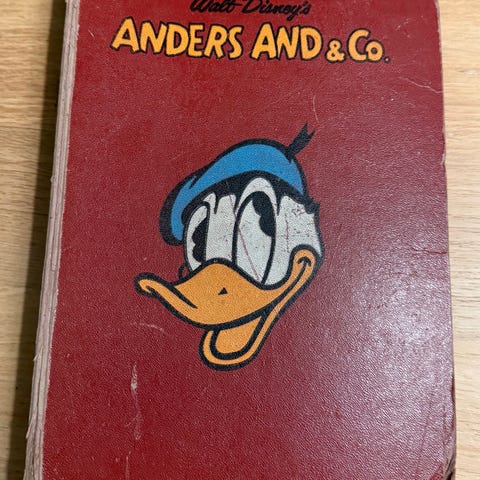 Walt Disney's
ANDERS AND & Co.